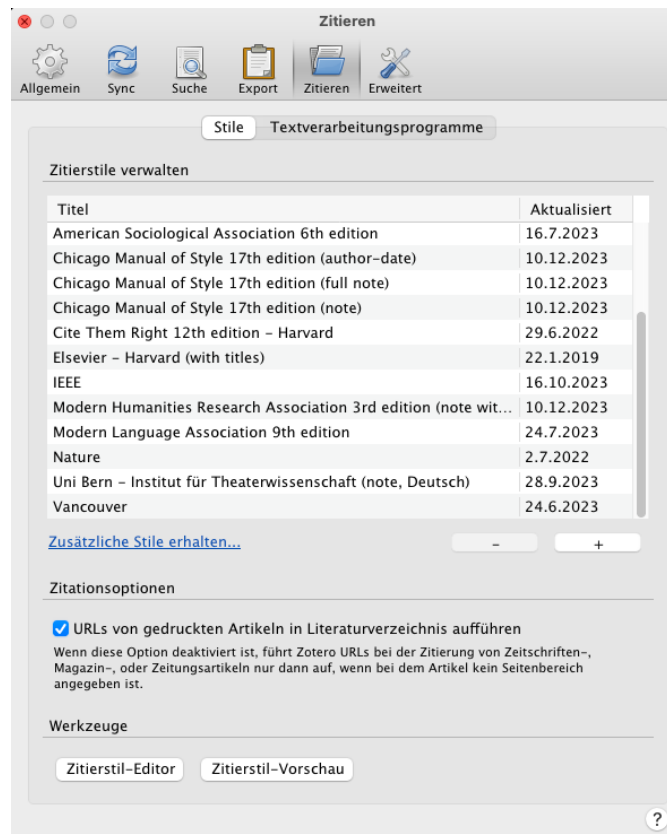 Zitieren
Allgemein Sync Suche Export Zitieren Erweitert
Stile Textverarbeitungsprogramme
Zitierstile verwalten
Titel Aktualisiert
American Sociological Association 6th edition 16.7.2023
Chicago Manual of Style 17th edition (author-date) 10.12.2023
Chicago Manual of Style 17th edition (full note) 10.12.2023
Chicago Manual of Style 17th edition (note) 10.12.2023
Cite Them Right 12th edition - Harvard 29.6.2022
Elsevier - Harvard (with titles) 22.1.2019
IEEE 16.10.2023
Modern Humanities Research Association 3rd edition (note wit... 10.12.2023
Modern Language Association 9th edition 24.7.2023
Nature 2.7.2022
Uni Bern - Institut für Theaterwissenschaft (note, Deutsch) 28.9.2023
Vancouver 24.6.2023
Zusätzliche Stile erhalten... - +
Zitationsoptionen
URLs von gedruckten Artikeln in Literaturverzeichnis aufführen
Wenn diese Option deaktiviert ist, führt Zotero URLs bei der Zitierung von Zeitschriften-,
Magazin-, oder Zeitungsartikeln nur dann auf, wenn bei dem Artikel kein Seitenbereich
angegeben ist.
Werkzeuge
Zitierstil-Editor Zitierstil-Vorschau
?